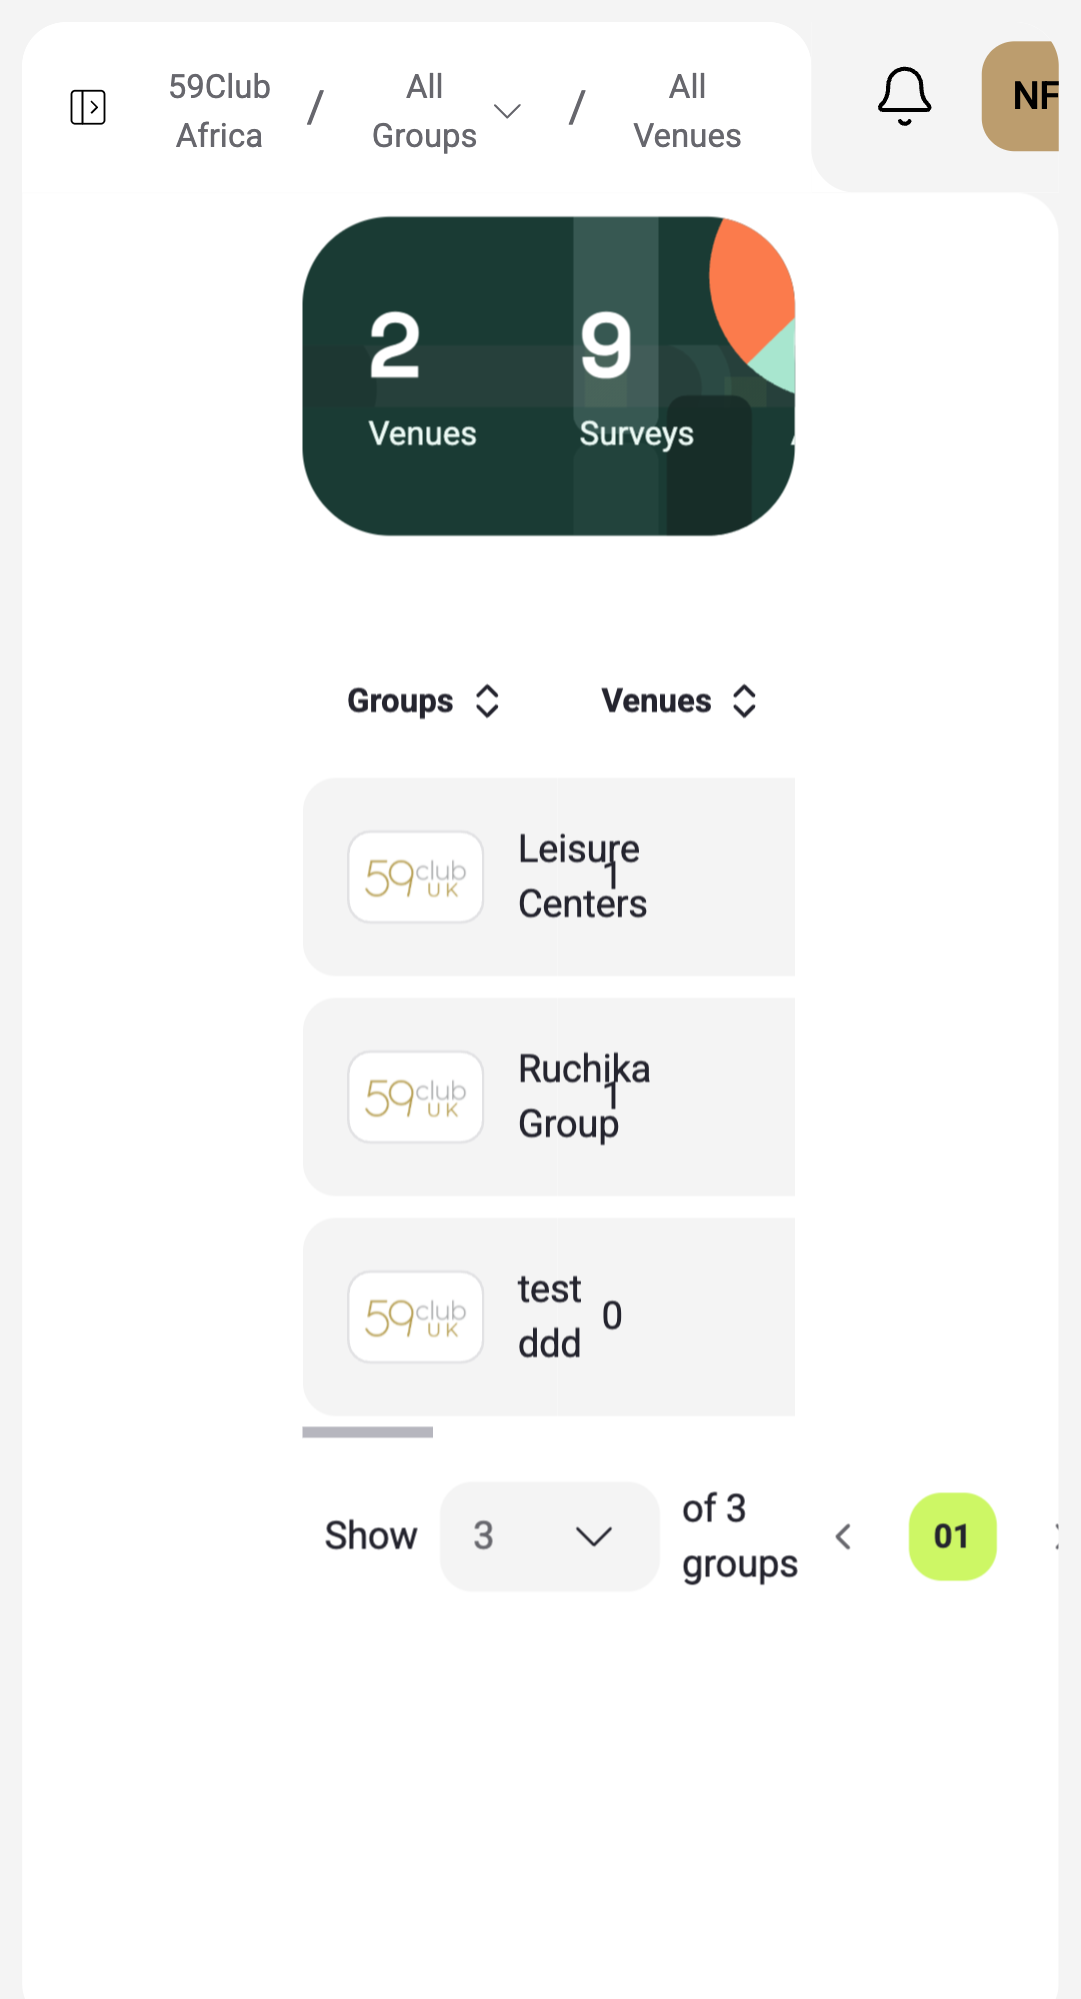 59Club Africa / All Groups / All Venues
NF
2 9
Venues Surveys
Groups Venues
59club UK Leisure Centers 1
59club UK Ruchika Group 1
59club UK test ddd 0
Show 3 of 3 groups 01